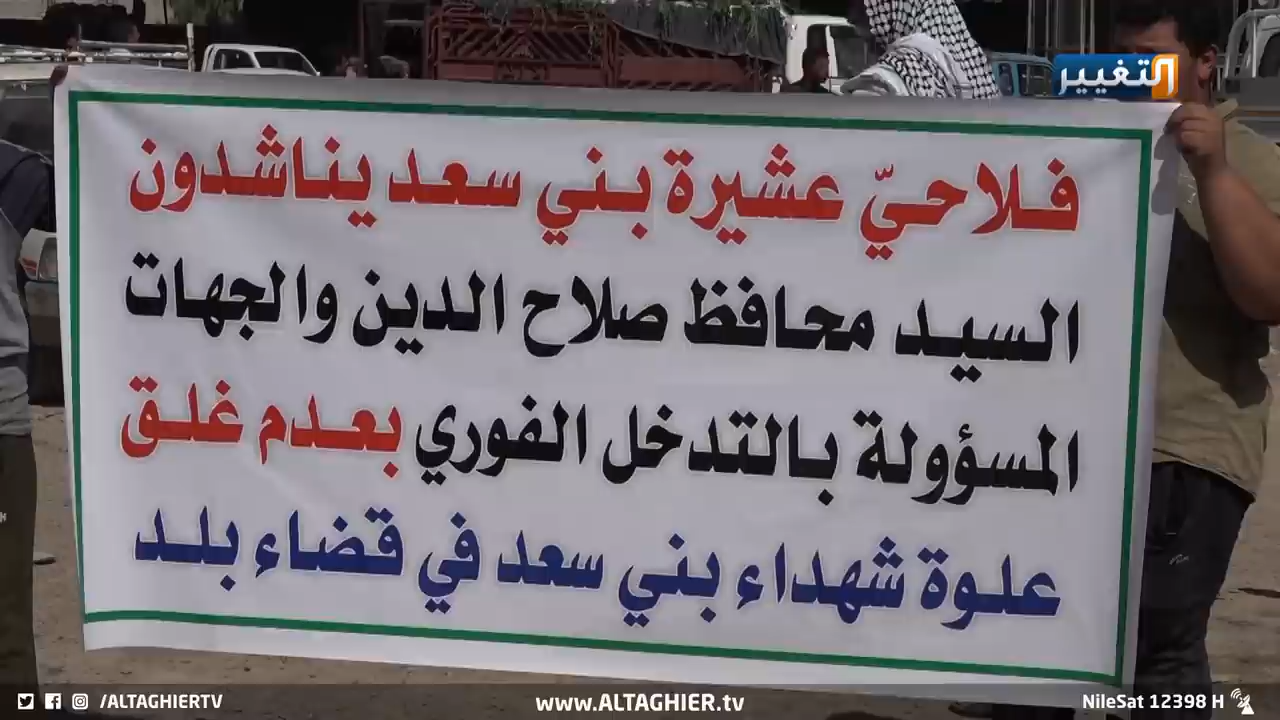 التغيير
فلاحيّ عشيرة بني سعد يناشدون
السيد محافظ صلاح الدين والجهات
المسؤولة بالتدخل الفوري بعدم غلق
علوة شهداء بني سعد في قضاء بلد
/ALTAGHIERTV
www.ALTAGHIER.tv
NileSat 12398 H